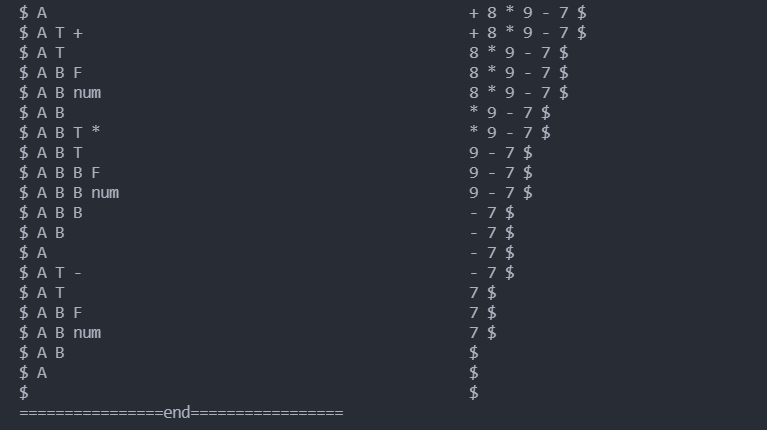 $ A + 8 * 9 - 7 $
$ A T + + 8 * 9 - 7 $
$ A T 8 * 9 - 7 $
$ A B F 8 * 9 - 7 $
$ A B num 8 * 9 - 7 $
$ A B * 9 - 7 $
$ A B T * * 9 - 7 $
$ A B T 9 - 7 $
$ A B B F 9 - 7 $
$ A B B num 9 - 7 $
$ A B B - 7 $
$ A B - 7 $
$ A - 7 $
$ A T - - 7 $
$ A T 7 $
$ A B F 7 $
$ A B num 7 $
$ A B $
$ A $
$ $
================end=================